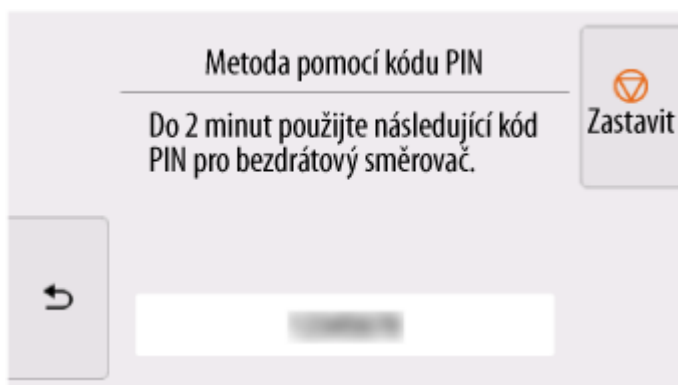 Metoda pomocí kódu PIN
Zastavit
Do 2 minut použijte následující kód
PIN pro bezdrátový směrovač.